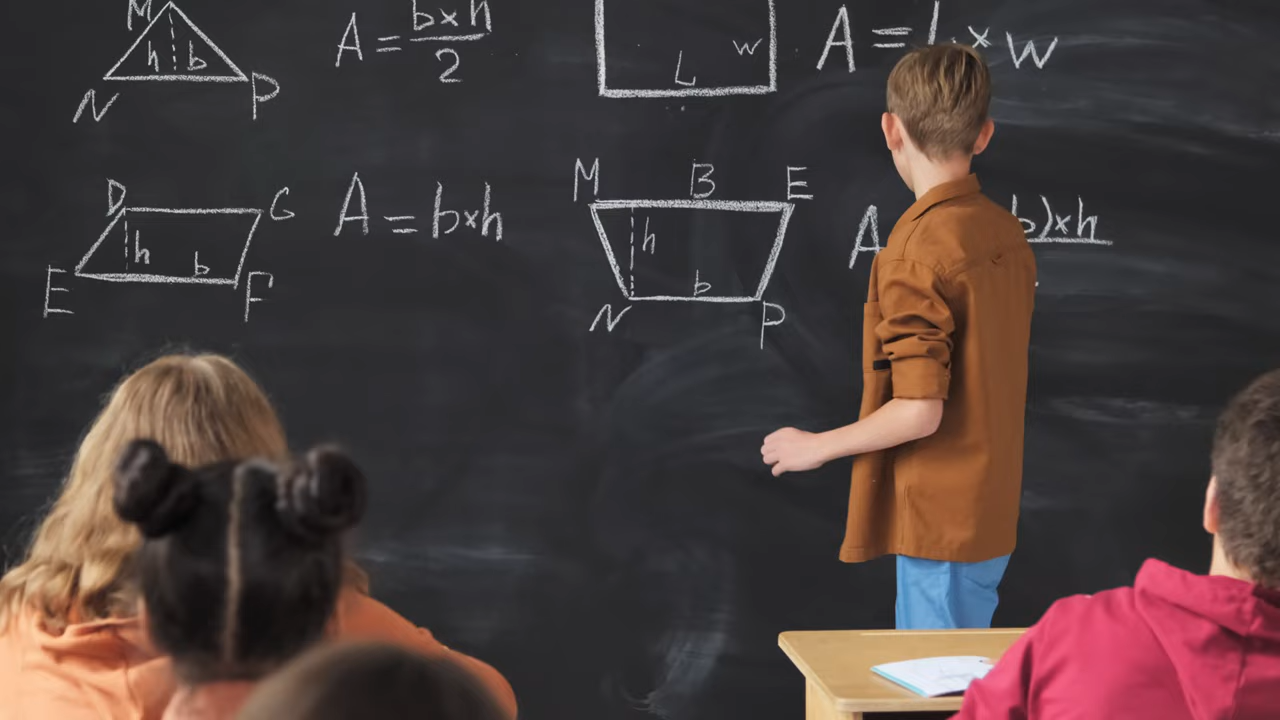 M
h b
N P
A = b×h/2
L w
A = L × w
D G
h b
E F
A = b×h
M B E
h
b
N P
A b)×h